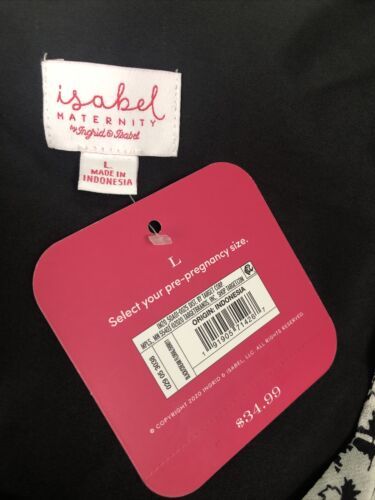 isabel
MATERNITY
by Ingrid & Isabel
L
MADE IN
INDONESIA
L
Select your pre-pregnancy size.
ORIGIN: INDONESIA
© COPYRIGHT 2020 INGRID & ISABEL, LLC. ALL RIGHTS RESERVED.
$34.99